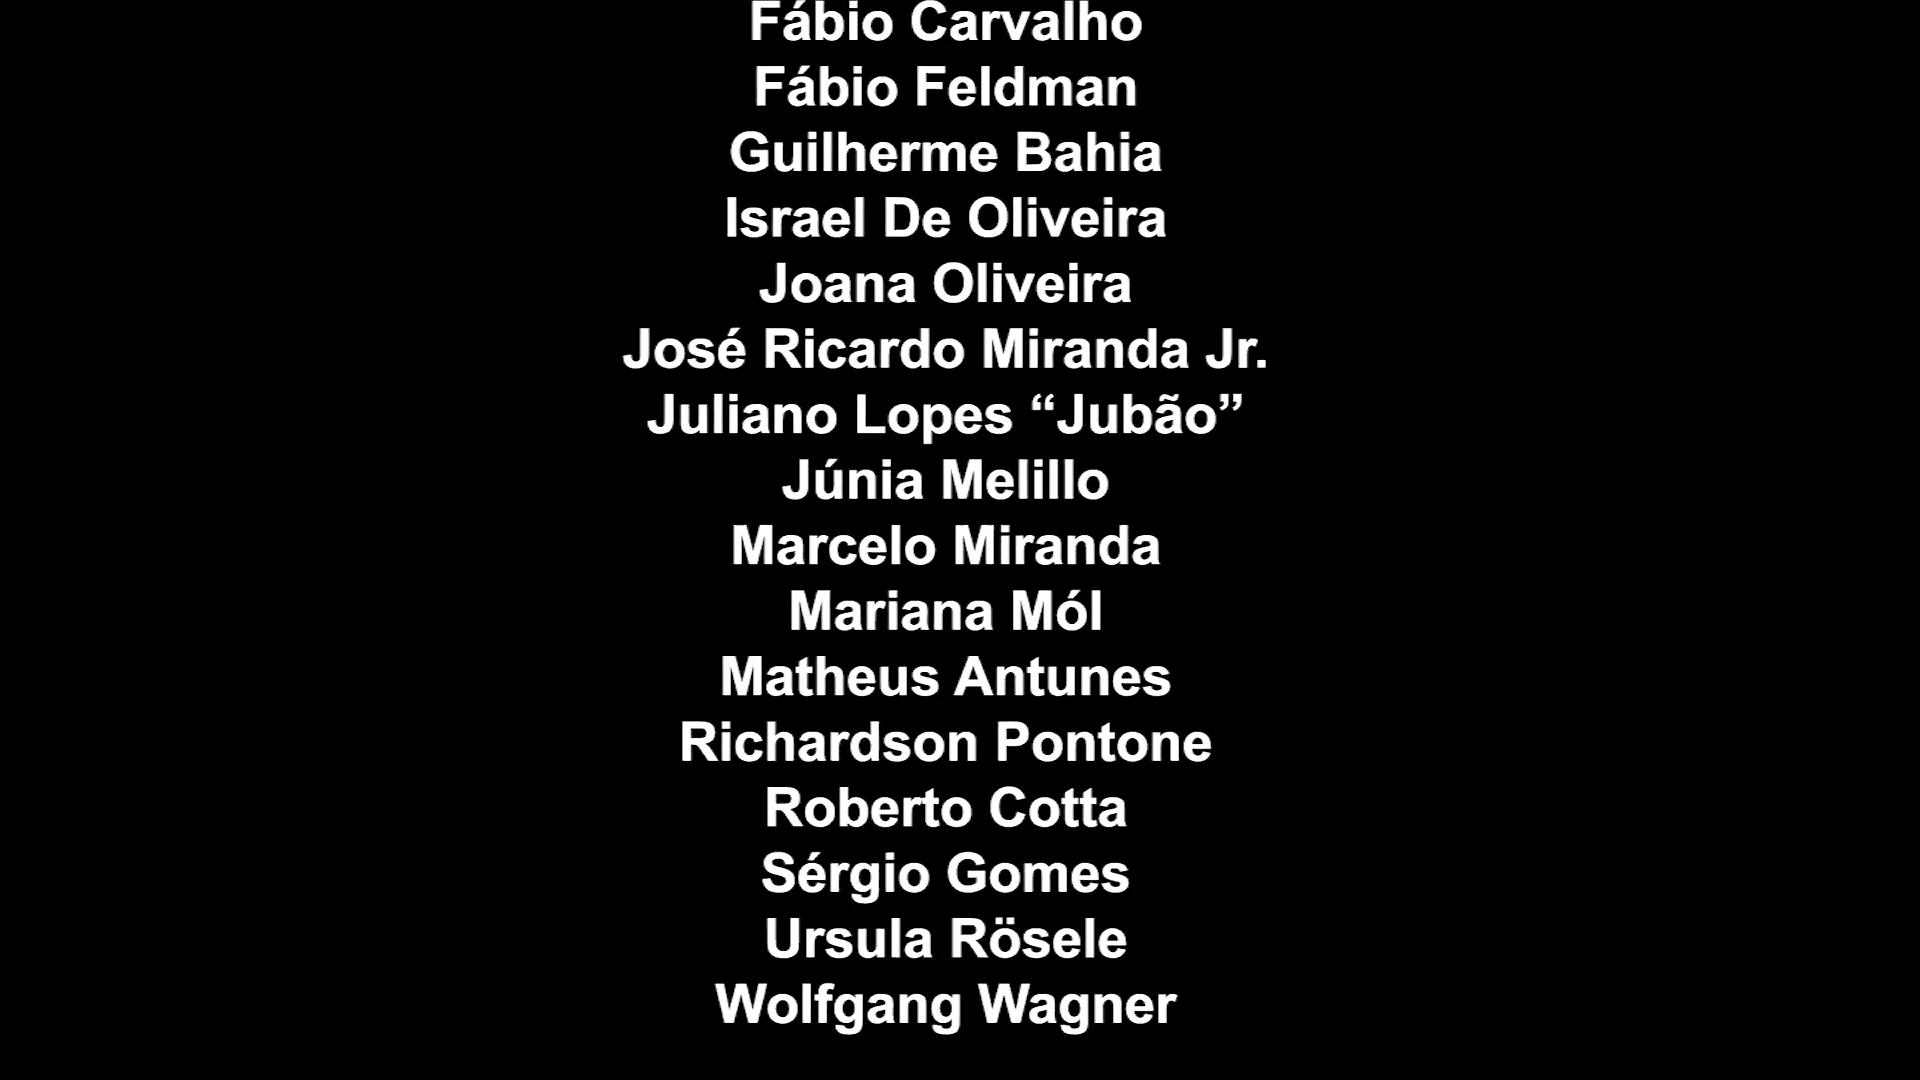 Fábio Carvalho
Fábio Feldman
Guilherme Bahia
Israel De Oliveira
Joana Oliveira
José Ricardo Miranda Jr.
Juliano Lopes “Jubão”
Júnia Melillo
Marcelo Miranda
Mariana Mól
Matheus Antunes
Richardson Pontone
Roberto Cotta
Sérgio Gomes
Ursula Rösele
Wolfgang Wagner